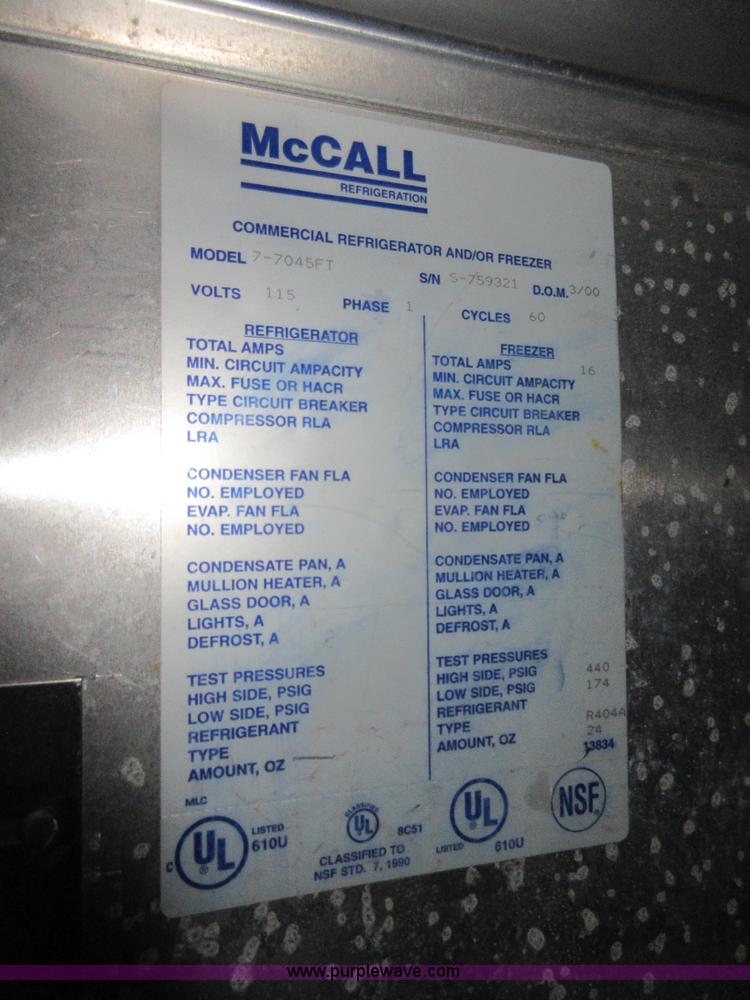 McCALL
REFRIGERATION
COMMERCIAL REFRIGERATOR AND/OR FREEZER
MODEL 7-7045FT S/N S-759321 D.O.M. 3/00
VOLTS 115 PHASE 1 CYCLES 60
REFRIGERATOR
TOTAL AMPS
MIN. CIRCUIT AMPACITY
MAX. FUSE OR HACR
TYPE CIRCUIT BREAKER
COMPRESSOR RLA
LRA
CONDENSER FAN FLA
NO. EMPLOYED
EVAP. FAN FLA
NO. EMPLOYED
CONDENSATE PAN, A
MULLION HEATER, A
GLASS DOOR, A
LIGHTS, A
DEFROST, A
TEST PRESSURES
HIGH SIDE, PSIG
LOW SIDE, PSIG
REFRIGERANT
TYPE
AMOUNT, OZ
FREEZER
TOTAL AMPS 16
MIN. CIRCUIT AMPACITY
MAX. FUSE OR HACR
TYPE CIRCUIT BREAKER
COMPRESSOR RLA
LRA
CONDENSER FAN FLA
NO. EMPLOYED
EVAP. FAN FLA
NO. EMPLOYED
CONDENSATE PAN, A
MULLION HEATER, A
GLASS DOOR, A
LIGHTS, A
DEFROST, A
TEST PRESSURES
HIGH SIDE, PSIG 440
LOW SIDE, PSIG 174
REFRIGERANT
TYPE R404A
AMOUNT, OZ 24
13834
MLC
C UL ® LISTED 610U
CLASSIFIED UL ® 8C51
CLASSIFIED TO
NSF STD. 7, 1990
UL ® LISTED 610U
NSF ®
www.purplewave.com